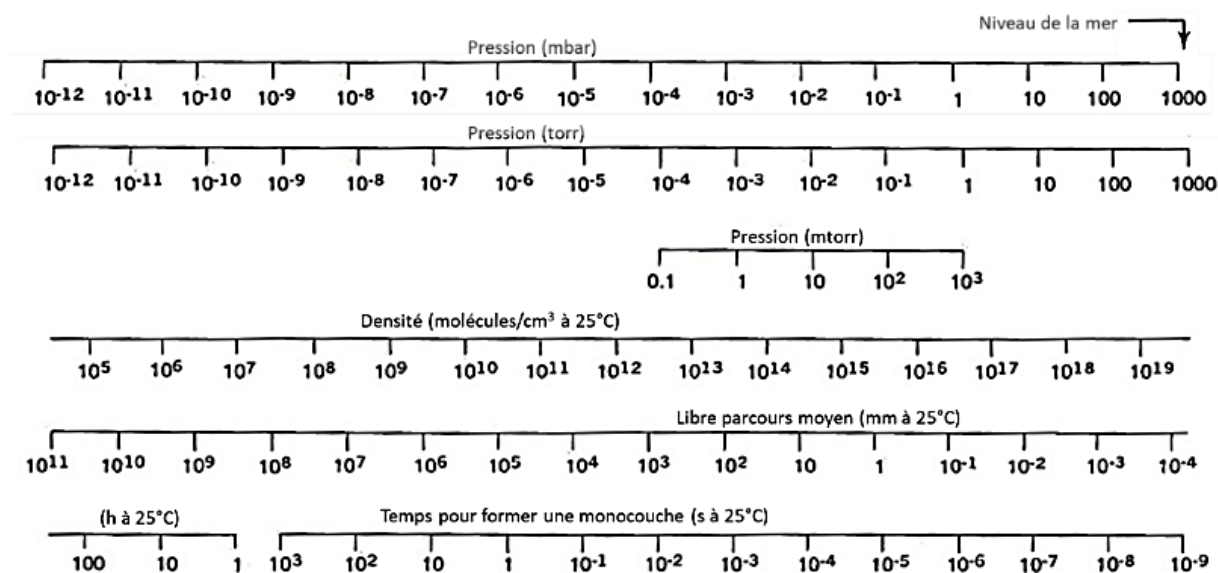 Niveau de la mer
Pression (mbar)
10-12 10-11 10-10 10-9 10-8 10-7 10-6 10-5 10-4 10-3 10-2 10-1 1 10 100 1000
Pression (torr)
10-12 10-11 10-10 10-9 10-8 10-7 10-6 10-5 10-4 10-3 10-2 10-1 1 10 100 1000
Pression (mtorr)
0.1 1 10 10² 10³
Densité (molécules/cm³ à 25°C)
10⁵ 10⁶ 10⁷ 10⁸ 10⁹ 10¹⁰ 10¹¹ 10¹² 10¹³ 10¹⁴ 10¹⁵ 10¹⁶ 10¹⁷ 10¹⁸ 10¹⁹
Libre parcours moyen (mm à 25°C)
10¹¹ 10¹⁰ 10⁹ 10⁸ 10⁷ 10⁶ 10⁵ 10⁴ 10³ 10² 10 1 10-1 10-2 10-3 10-4
(h à 25°C) Temps pour former une monocouche (s à 25°C)
100 10 1 10³ 10² 10 1 10-1 10-2 10-3 10-4 10-5 10-6 10-7 10-8 10-9